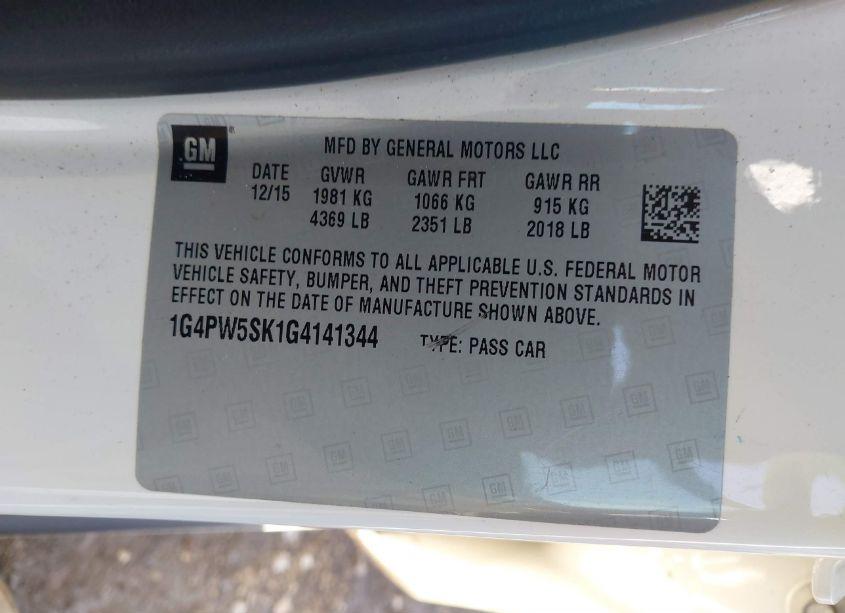 GM
MFD BY GENERAL MOTORS LLC
DATE GVWR GAWR FRT GAWR RR
12/15 1981 KG 1066 KG 915 KG
4369 LB 2351 LB 2018 LB
THIS VEHICLE CONFORMS TO ALL APPLICABLE U.S. FEDERAL MOTOR
VEHICLE SAFETY, BUMPER, AND THEFT PREVENTION STANDARDS IN
EFFECT ON THE DATE OF MANUFACTURE SHOWN ABOVE.
1G4PW5SK1G4141344 TYPE: PASS CAR